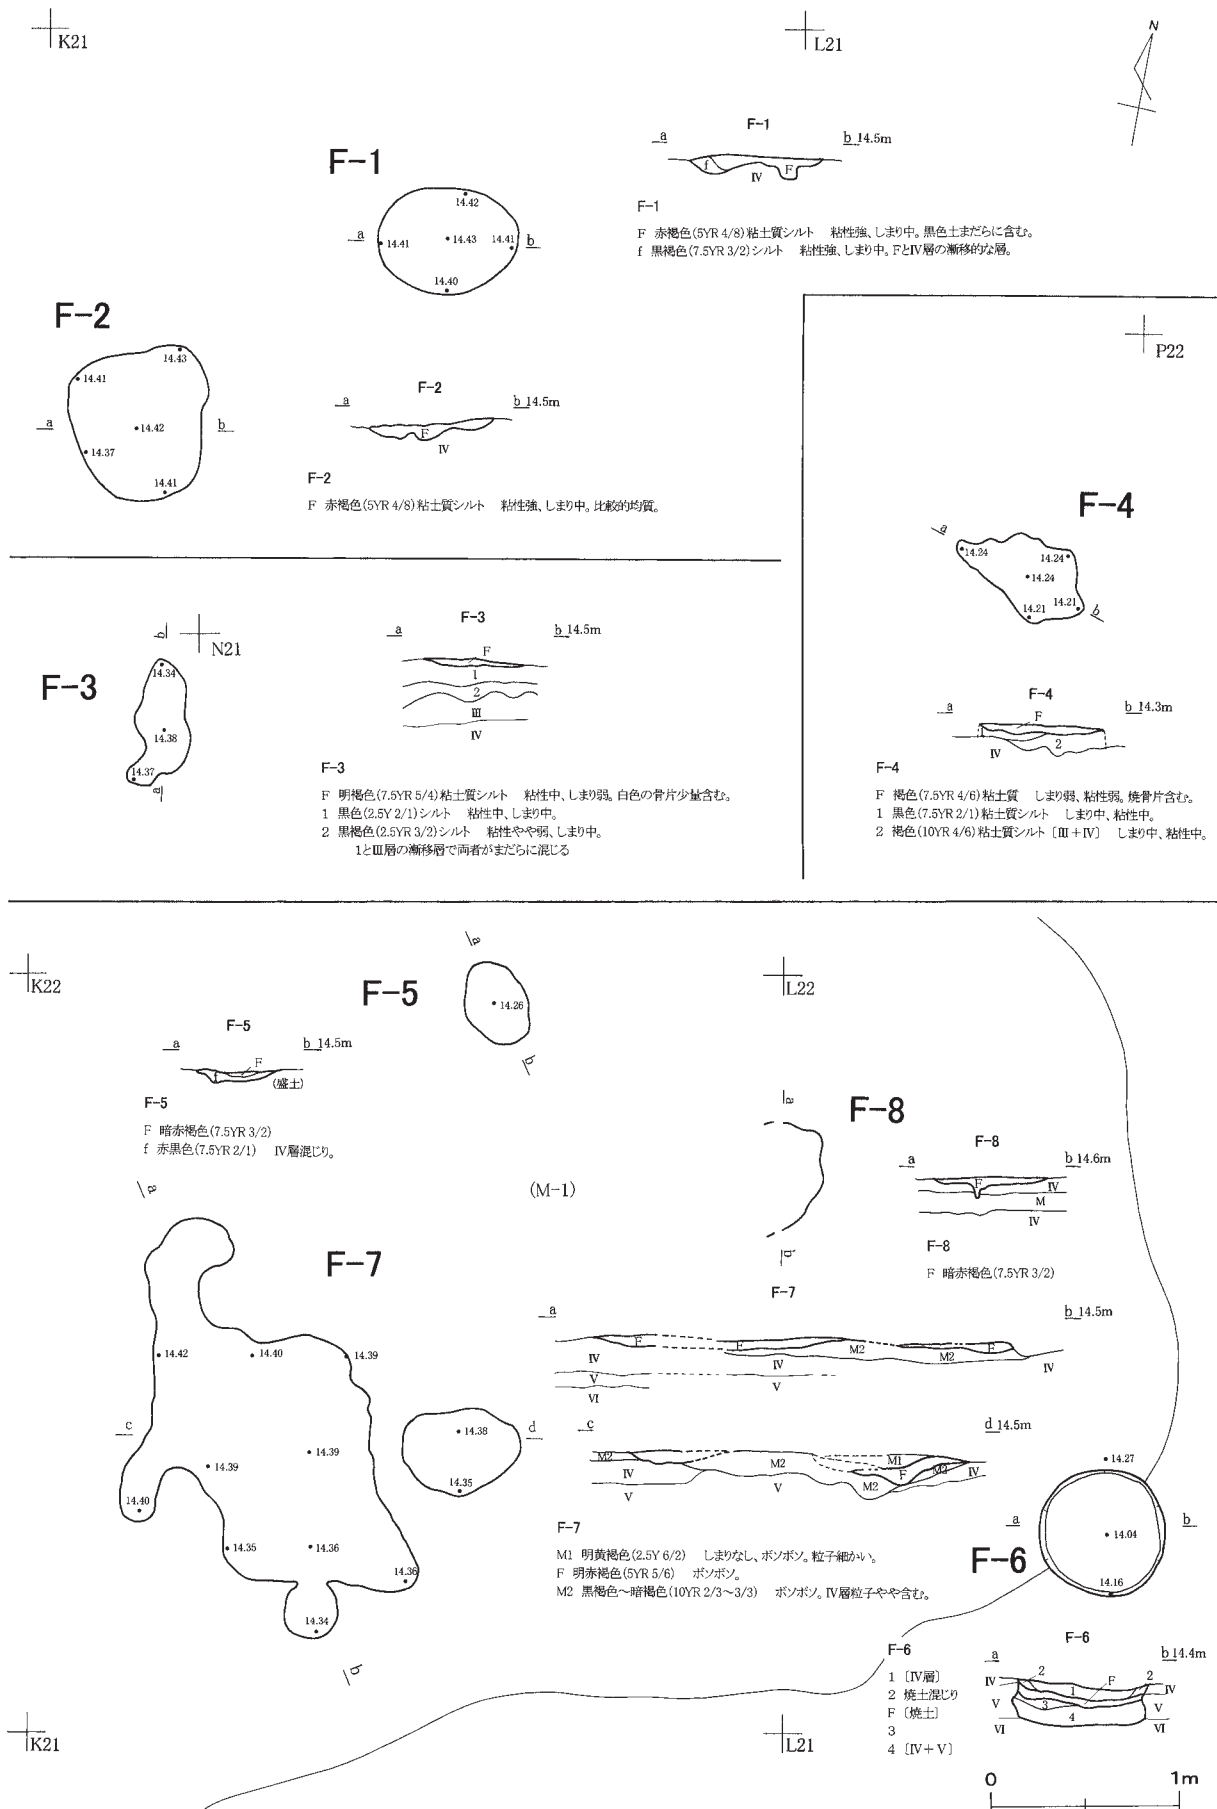 K21
L21
N
F-1
a
b 14.5m
f
F
IV
F-1
14.42
a
14.41
14.43
14.41
b
14.40
F-1
F 赤褐色(5YR 4/8)粘土質シルト 粘性強、しまり中。黒色土まだらに含む。
f 黒褐色(7.5YR 3/2)シルト 粘性強、しまり中。FとIV層の漸移的な層。
F-2
14.43
14.41
a
14.42
b
14.37
14.41
F-2
a
b 14.5m
F
IV
F-2
F 赤褐色(5YR 4/8)粘土質シルト 粘性強、しまり中。比較的均質。
P22
F-4
a
14.24
14.24
14.24
14.21
14.21
b
F-4
a
b 14.3m
F
1
2
IV
F-4
F 褐色(7.5YR 4/6)粘土質 しまり弱、粘性弱。焼骨片含む。
1 黒色(7.5YR 2/1)粘土質シルト しまり中、粘性中。
2 褐色(10YR 4/6)粘土質シルト〔Ⅲ+Ⅳ〕 しまり中、粘性中。
b
N21
F-3
14.34
14.38
14.37
a
F-3
a
b 14.5m
F
1
2
III
IV
F-3
F 明褐色(7.5YR 5/4)粘土質シルト 粘性中、しまり弱。白色の骨片少量含む。
1 黒色(2.5Y 2/1)シルト 粘性中、しまり中。
2 黒褐色(2.5YR 3/2)シルト 粘性やや弱、しまり中。
1とⅢ層の漸移層で両者がまだらに混じる
K22
L22
F-5
a
14.26
b
F-5
a
b 14.5m
F
f
(盛土)
F-5
F 暗赤褐色(7.5YR 3/2)
f 赤黒色(7.5YR 2/1) Ⅳ層混じり。
(M-1)
F-8
a
b
F-8
a
b 14.6m
F
IV
M
IV
F-8
F 暗赤褐色(7.5YR 3/2)
F-7
a
14.42
14.40
14.39
c
14.39
14.39
14.38
d
14.35
14.40
14.35
14.36
14.36
14.34
b
F-7
a
b 14.5m
F
F
F
IV
IV
M2
M2
IV
V
V
VI
c
d 14.5m
M2
M2
M1
F
M2
M2
IV
IV
V
V
F-7
M1 明黄褐色(2.5Y 6/2) しまりなし、ボソボソ。粒子細かい。
F 明赤褐色(5YR 5/6) ボソボソ。
M2 黒褐色～暗褐色(10YR 2/3～3/3) ボソボソ。Ⅳ層粒子やや含む。
F-6
14.27
a
14.04
b
14.16
F-6
1 〔Ⅳ層〕
2 焼土混じり
F 〔焼土〕
3
4 〔Ⅳ+Ⅴ〕
F-6
a
b 14.4m
2
F
2
1
3
4
IV
IV
V
V
VI
VI
K21
L21
0
1m